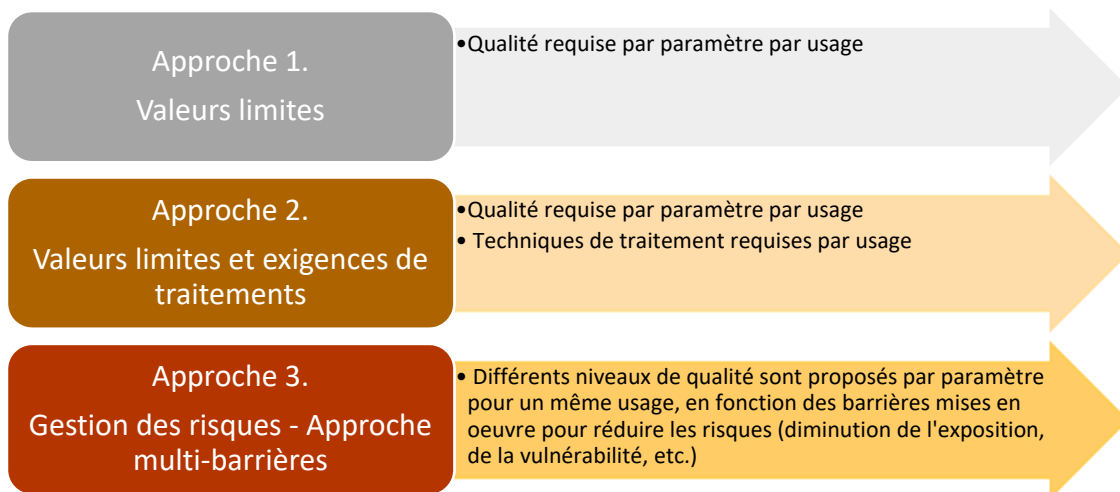 Approche 1.
Valeurs limites
•Qualité requise par paramètre par usage
Approche 2.
Valeurs limites et exigences de
traitements
•Qualité requise par paramètre par usage
• Techniques de traitement requises par usage
Approche 3.
Gestion des risques - Approche
multi-barrières
• Différents niveaux de qualité sont proposés par paramètre
pour un même usage, en fonction des barrières mises en
oeuvre pour réduire les risques (diminution de l'exposition,
de la vulnérabilité, etc.)